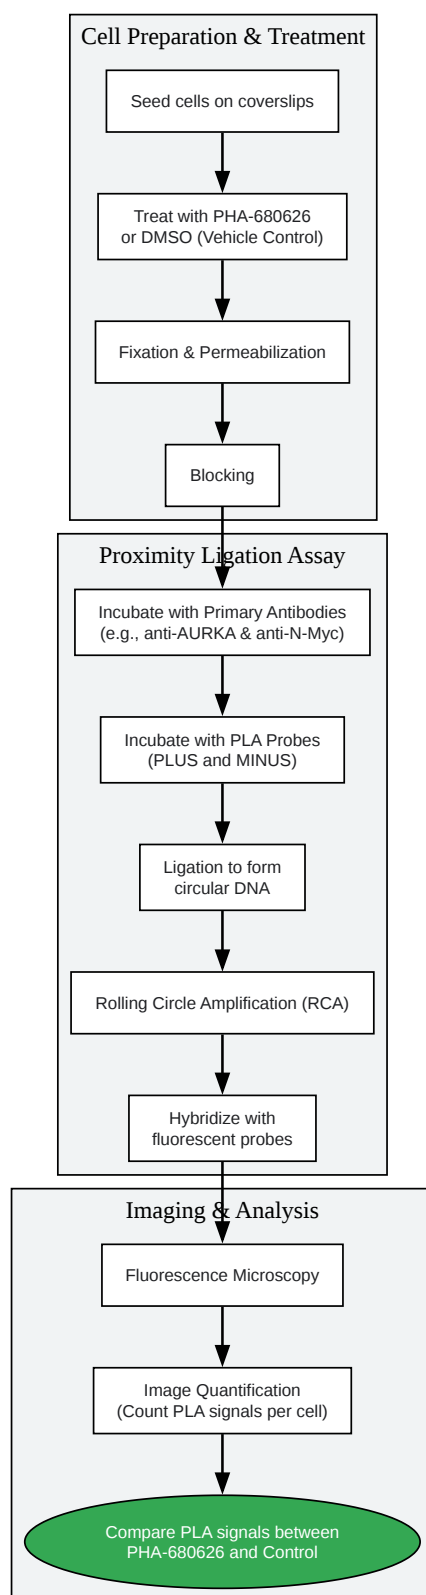 Cell Preparation & Treatment
Seed cells on coverslips
Treat with PHA-680626
or DMSO (Vehicle Control)
Fixation & Permeabilization
Blocking
Proximity Ligation Assay
Incubate with Primary Antibodies
(e.g., anti-AURKA & anti-N-Myc)
Incubate with PLA Probes
(PLUS and MINUS)
Ligation to form
circular DNA
Rolling Circle Amplification (RCA)
Hybridize with
fluorescent probes
Imaging & Analysis
Fluorescence Microscopy
Image Quantification
(Count PLA signals per cell)
Compare PLA signals between
PHA-680626 and Control